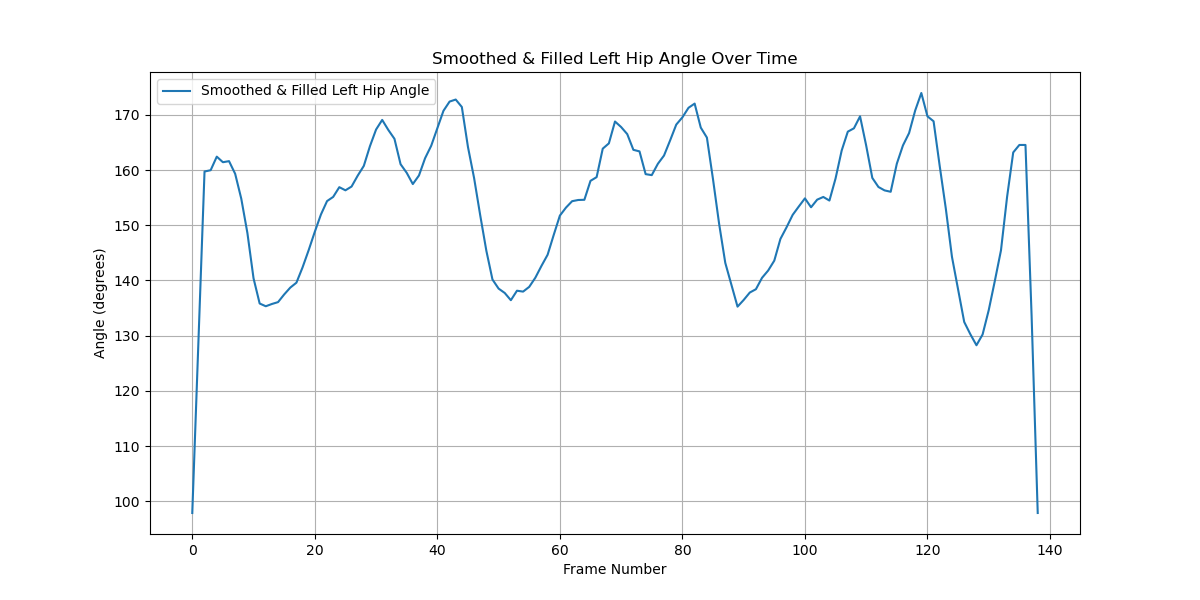 Smoothed & Filled Left Hip Angle Over Time
Smoothed & Filled Left Hip Angle
170
160
150
140
130
120
110
100
Angle (degrees)
0 20 40 60 80 100 120 140
Frame Number